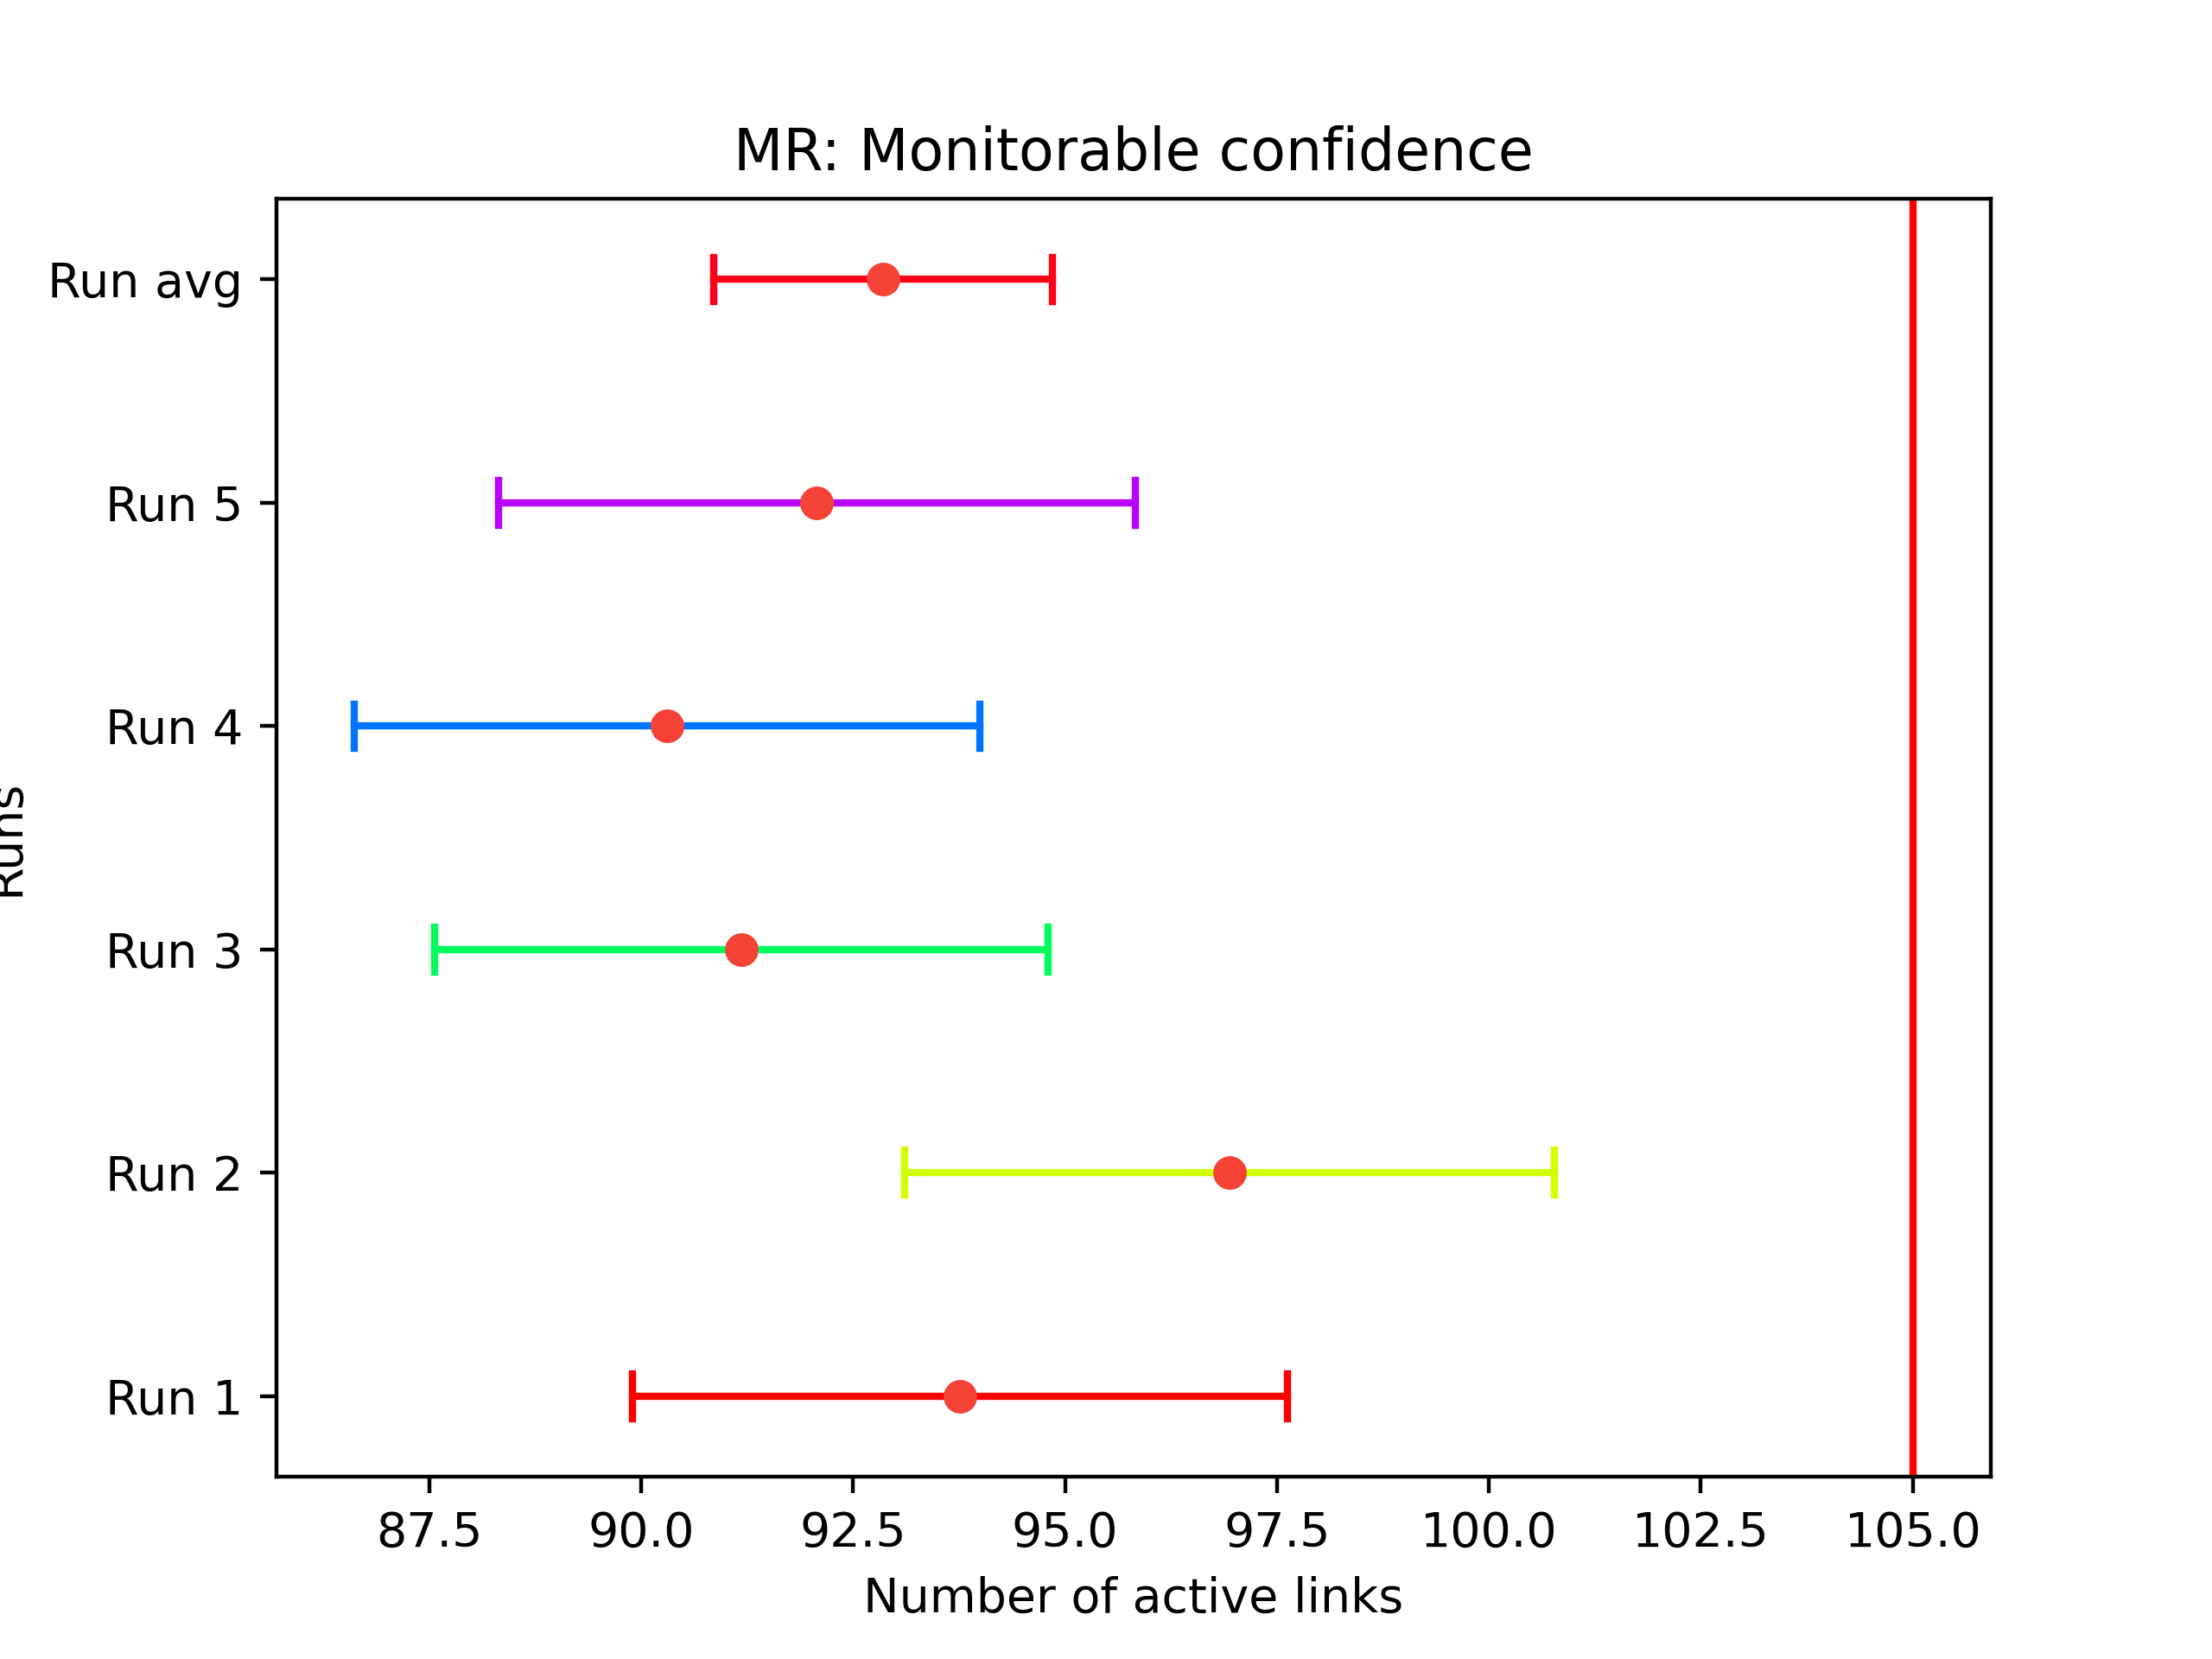 MR: Monitorable confidence
Run avg
Run 5
Run 4
Run 3
Run 2
Run 1
Runs
87.5 90.0 92.5 95.0 97.5 100.0 102.5 105.0
Number of active links